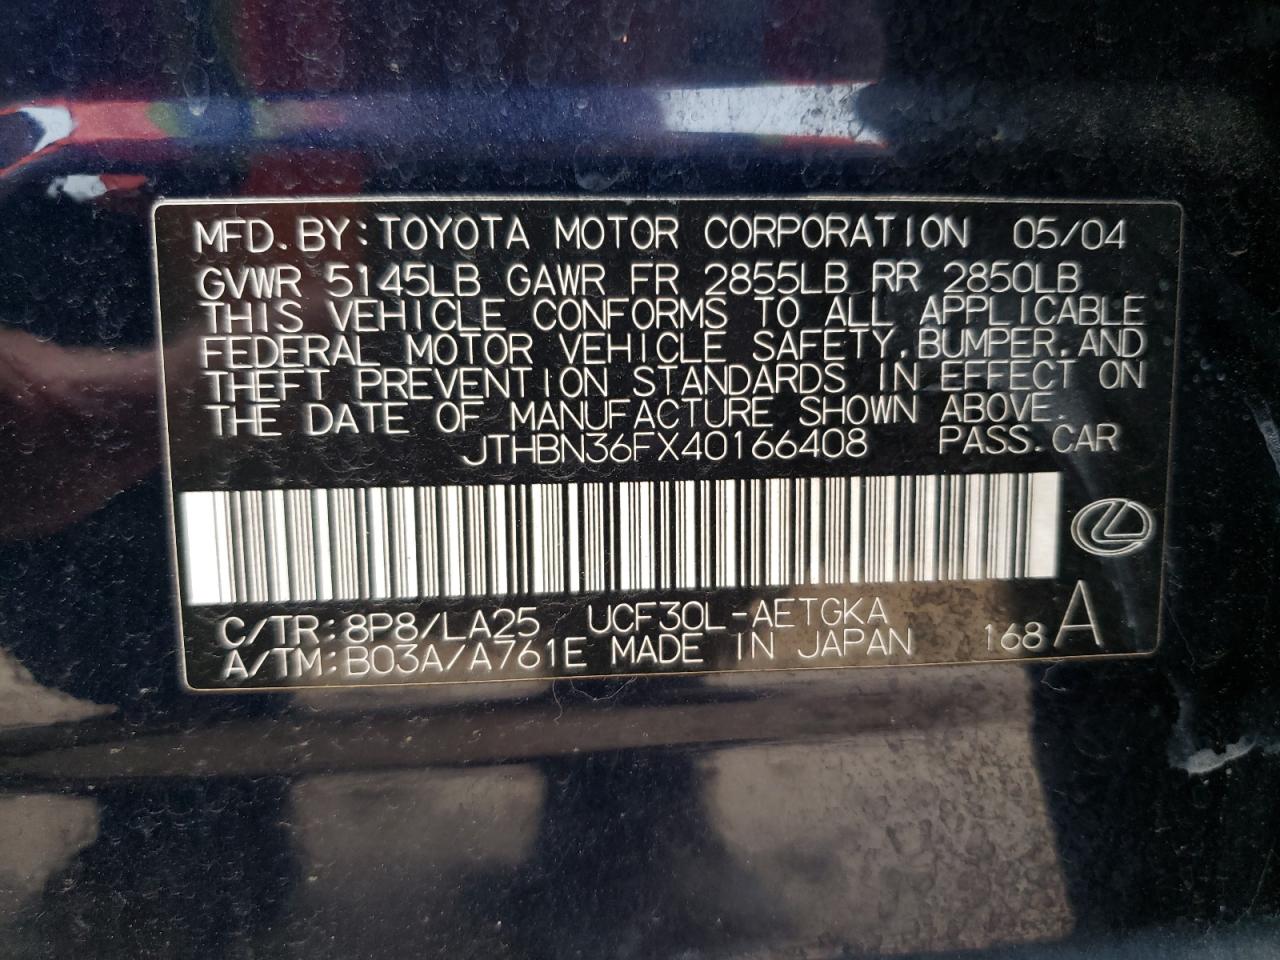 MFD. BY: TOYOTA MOTOR CORPORATION 05/04
GVWR 5145LB GAWR FR 2855LB RR 2850LB
THIS VEHICLE CONFORMS TO ALL APPLICABLE
FEDERAL MOTOR VEHICLE SAFETY, BUMPER, AND
THEFT PREVENTION STANDARDS IN EFFECT ON
THE DATE OF MANUFACTURE SHOWN ABOVE.
JTHBN36FX40166408 PASS. CAR
C/TR: 8P8/LA25 UCF30L-AETGKA
A/TM: B03A/A761E MADE IN JAPAN 168 A